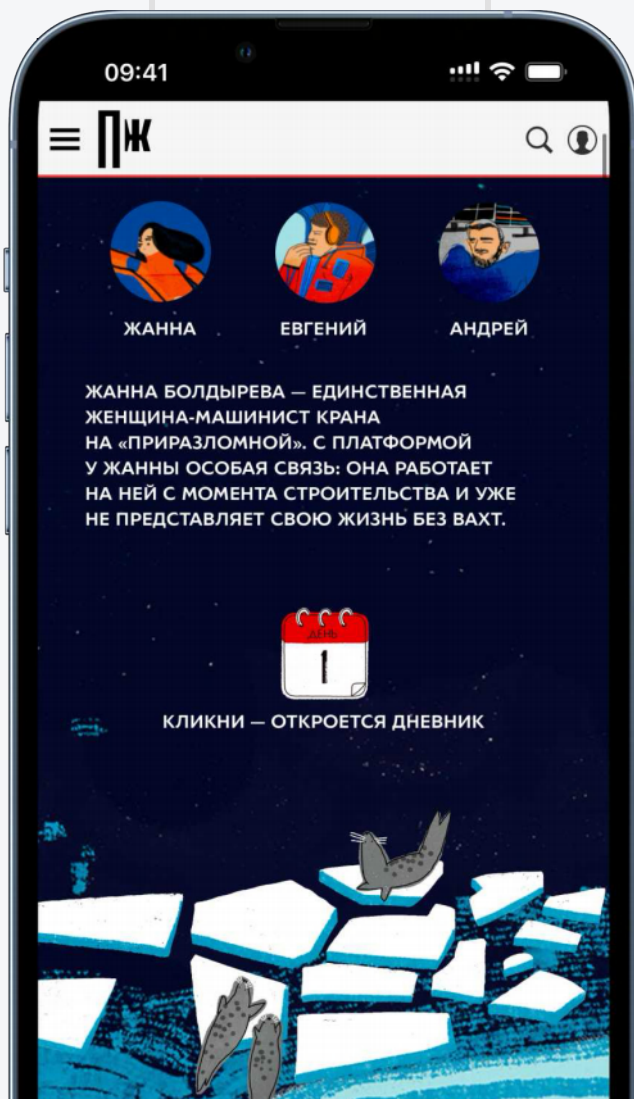 09:41
ПЖ
ЖАННА
ЕВГЕНИЙ
АНДРЕЙ
ЖАННА БОЛДЫРЕВА — ЕДИНСТВЕННАЯ
ЖЕНЩИНА-МАШИНИСТ КРАНА
НА «ПРИРАЗЛОМНОЙ». С ПЛАТФОРМОЙ
У ЖАННЫ ОСОБАЯ СВЯЗЬ: ОНА РАБОТАЕТ
НА НЕЙ С МОМЕНТА СТРОИТЕЛЬСТВА И УЖЕ
НЕ ПРЕДСТАВЛЯЕТ СВОЮ ЖИЗНЬ БЕЗ ВАХТ.
ДЕНЬ
1
КЛИКНИ — ОТКРОЕТСЯ ДНЕВНИК